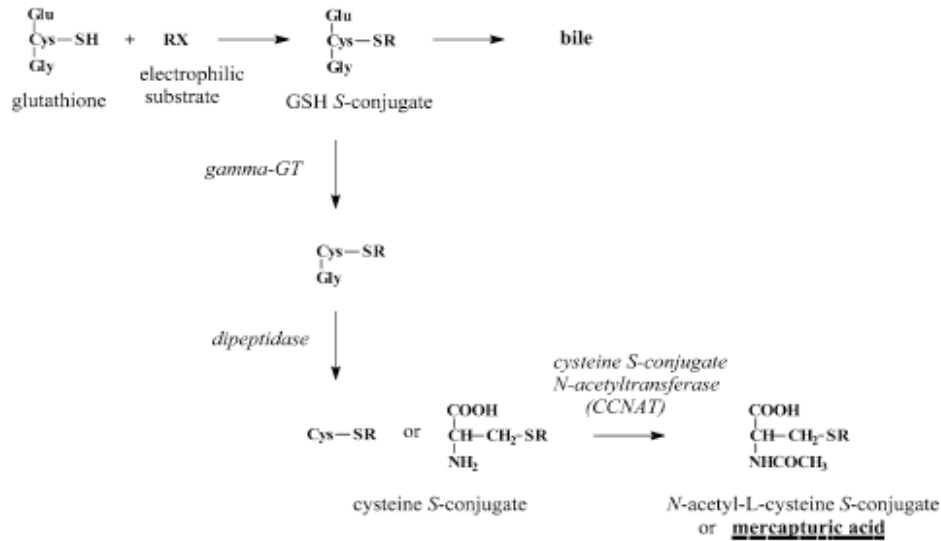 Glu
Cys—SH + RX
Gly
glutathione
electrophilic
substrate
Glu
Cys—SR
Gly
GSH S-conjugate
bile
gamma-GT
Cys—SR
Gly
dipeptidase
Cys—SR or
COOH
CH—CH2-SR
NH2
cysteine S-conjugate
cysteine S-conjugate
N-acetyltransferase
(CCNAT)
COOH
CH—CH2-SR
NHCOCH3
N-acetyl-L-cysteine S-conjugate
or mercapturic acid